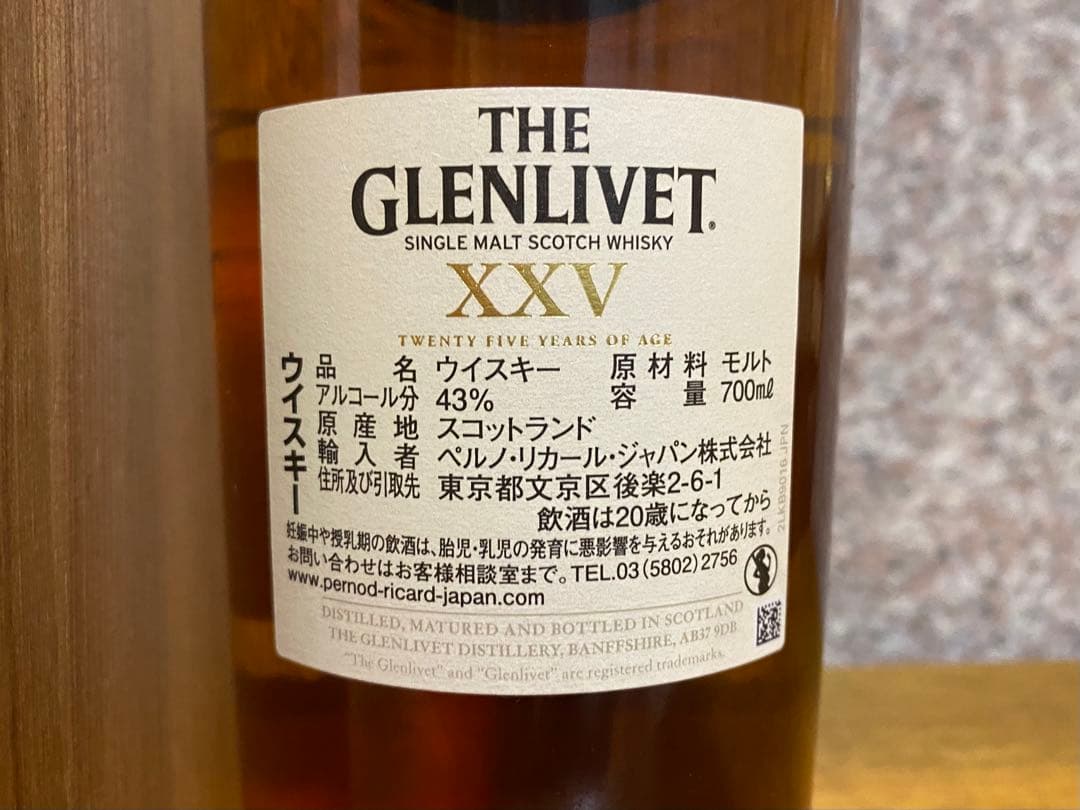 THE
GLENLIVET®
SINGLE MALT SCOTCH WHISKY
XXV
TWENTY FIVE YEARS OF AGE
ウイスキー
品名 ウイスキー 原材料 モルト
アルコール分 43% 容量 700mℓ
原産地 スコットランド
輸入者 ペルノ・リカール・ジャパン株式会社
住所及び引取先 東京都文京区後楽2-6-1
飲酒は20歳になってから
妊娠中や授乳期の飲酒は、胎児・乳児の発育に悪影響を与えるおそれがあります。
お問い合わせはお客様相談室まで。TEL.03(5802)2756
www.pernod-ricard-japan.com
DISTILLED, MATURED AND BOTTLED IN SCOTLAND
THE GLENLIVET DISTILLERY, BANFFSHIRE, AB37 9DB
"The Glenlivet" and "Glenlivet" are registered trademarks.
2LKB9016 JPN